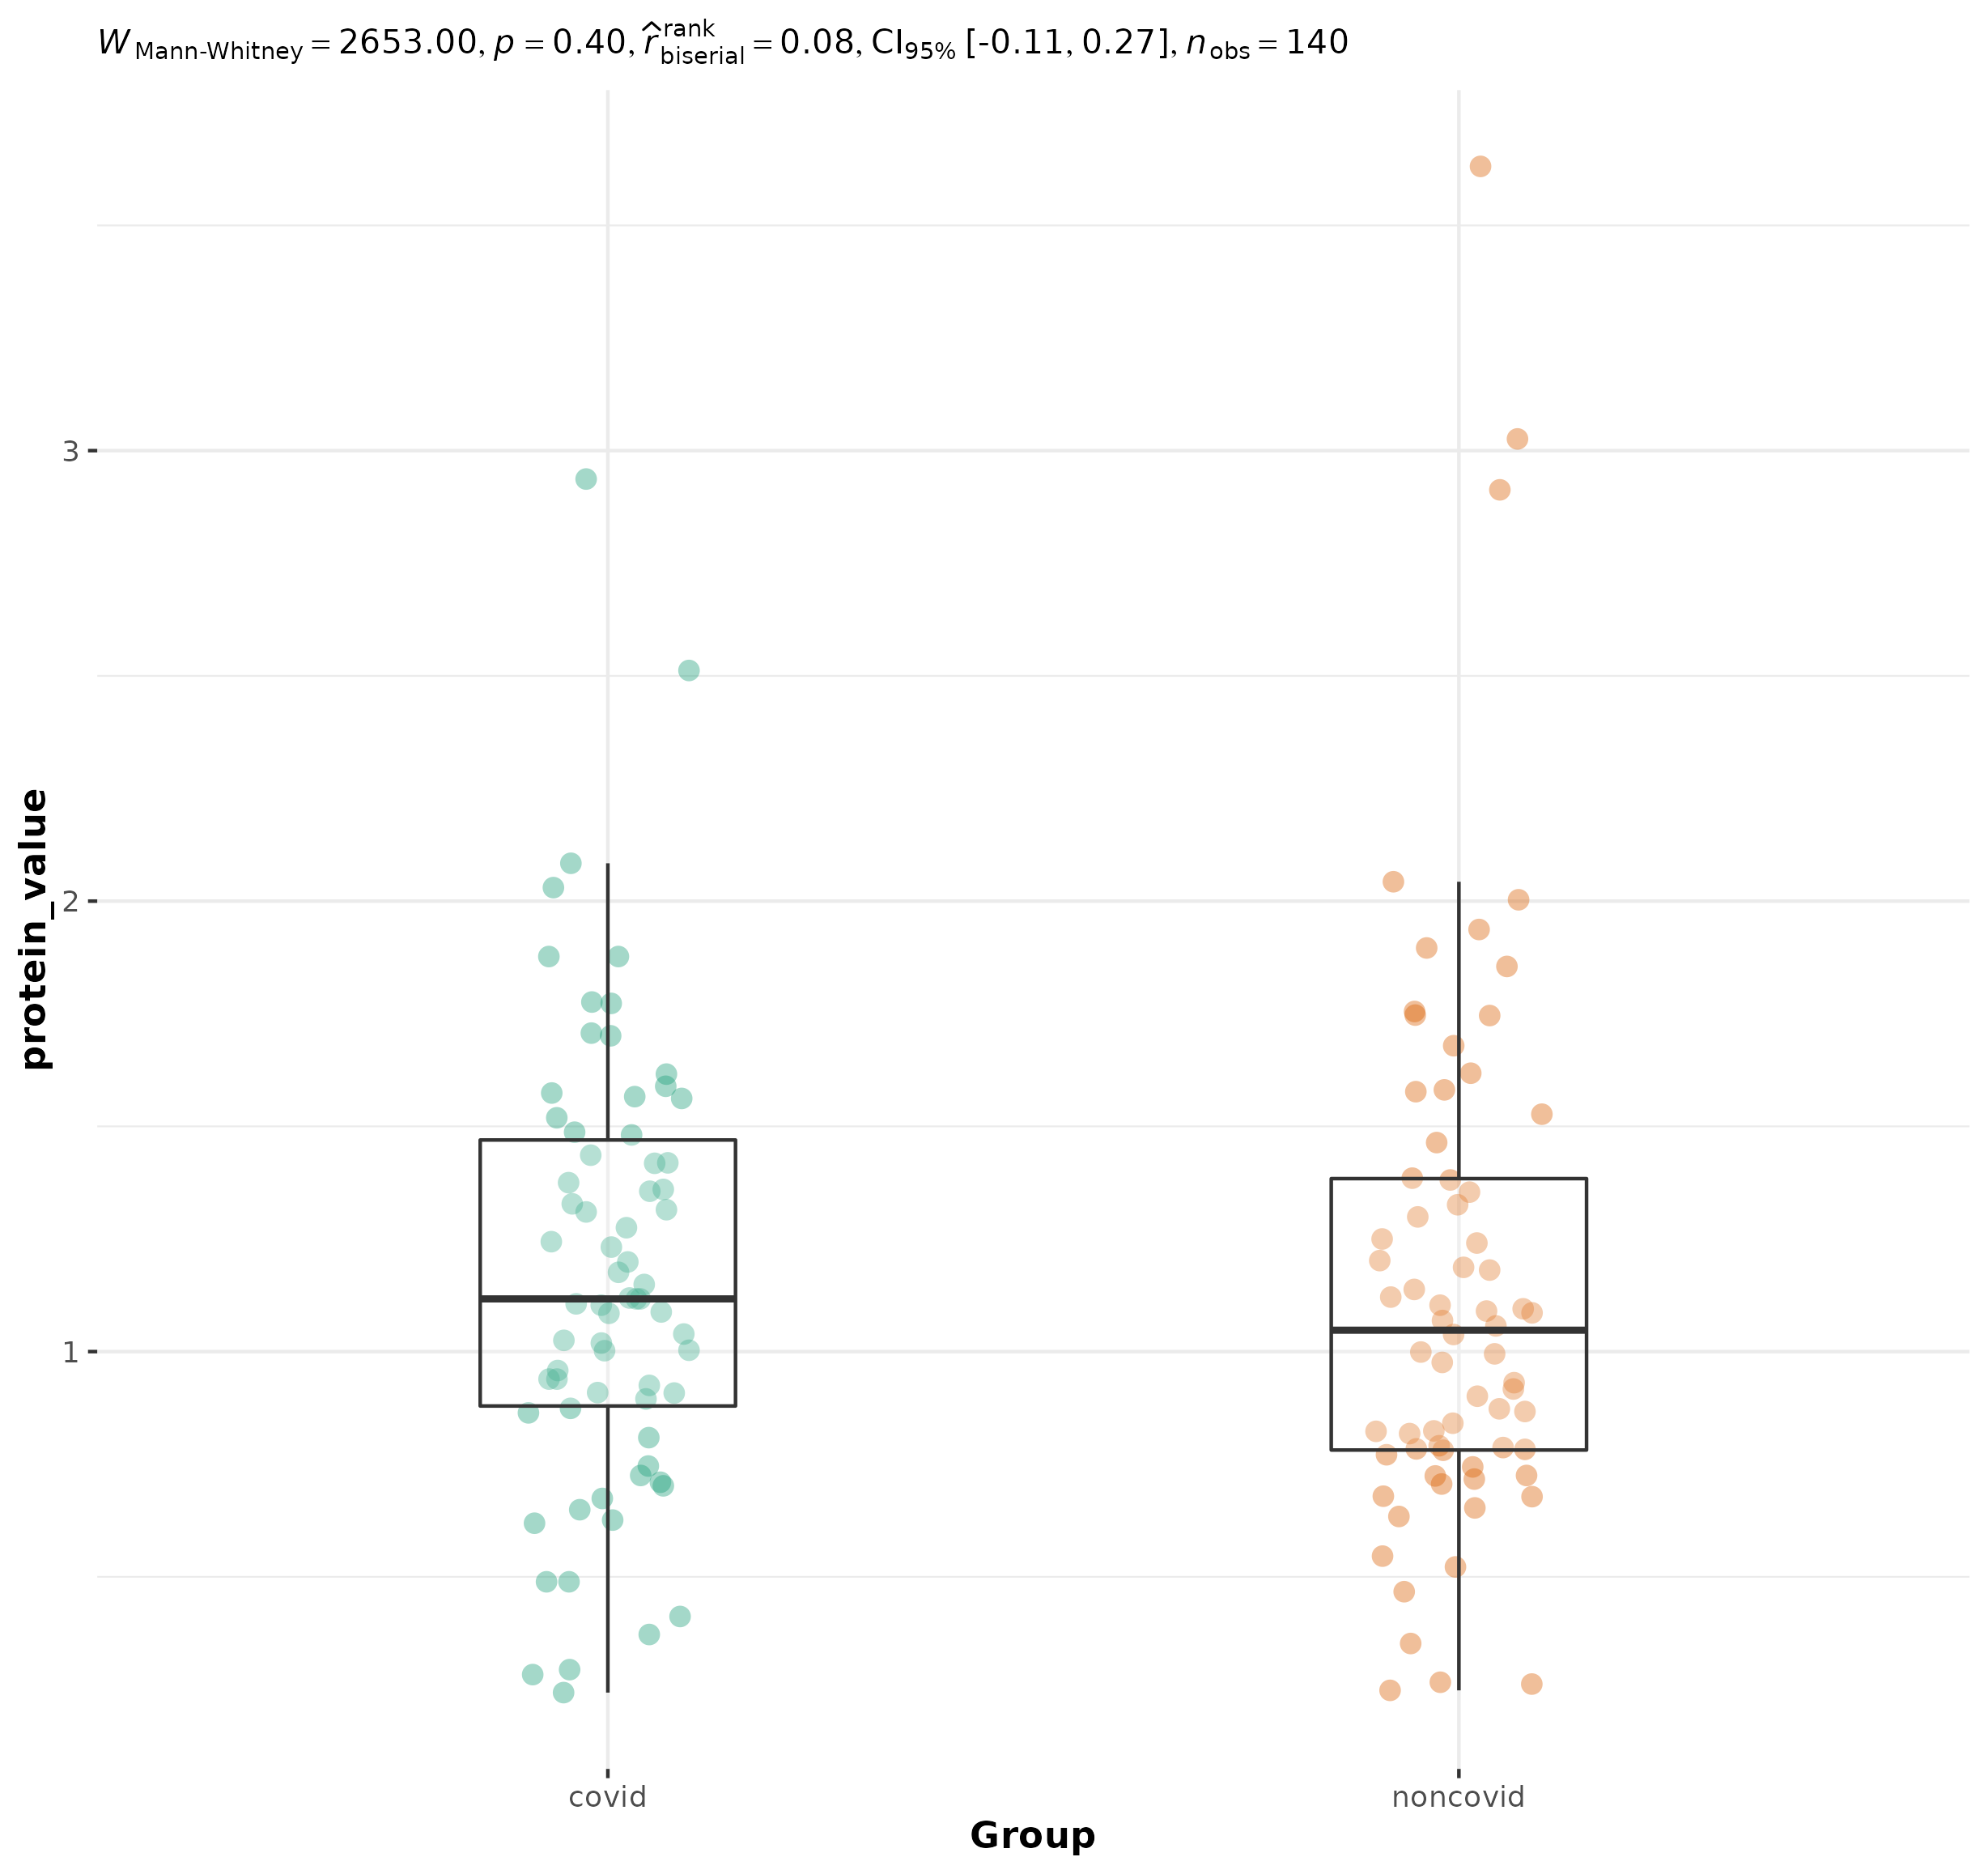 W Mann-Whitney = 2653.00, p = 0.40, r̂ rank biserial = 0.08, CI95% [-0.11, 0.27], nobs = 140
protein_value
3
2
1
covid noncovid
Group